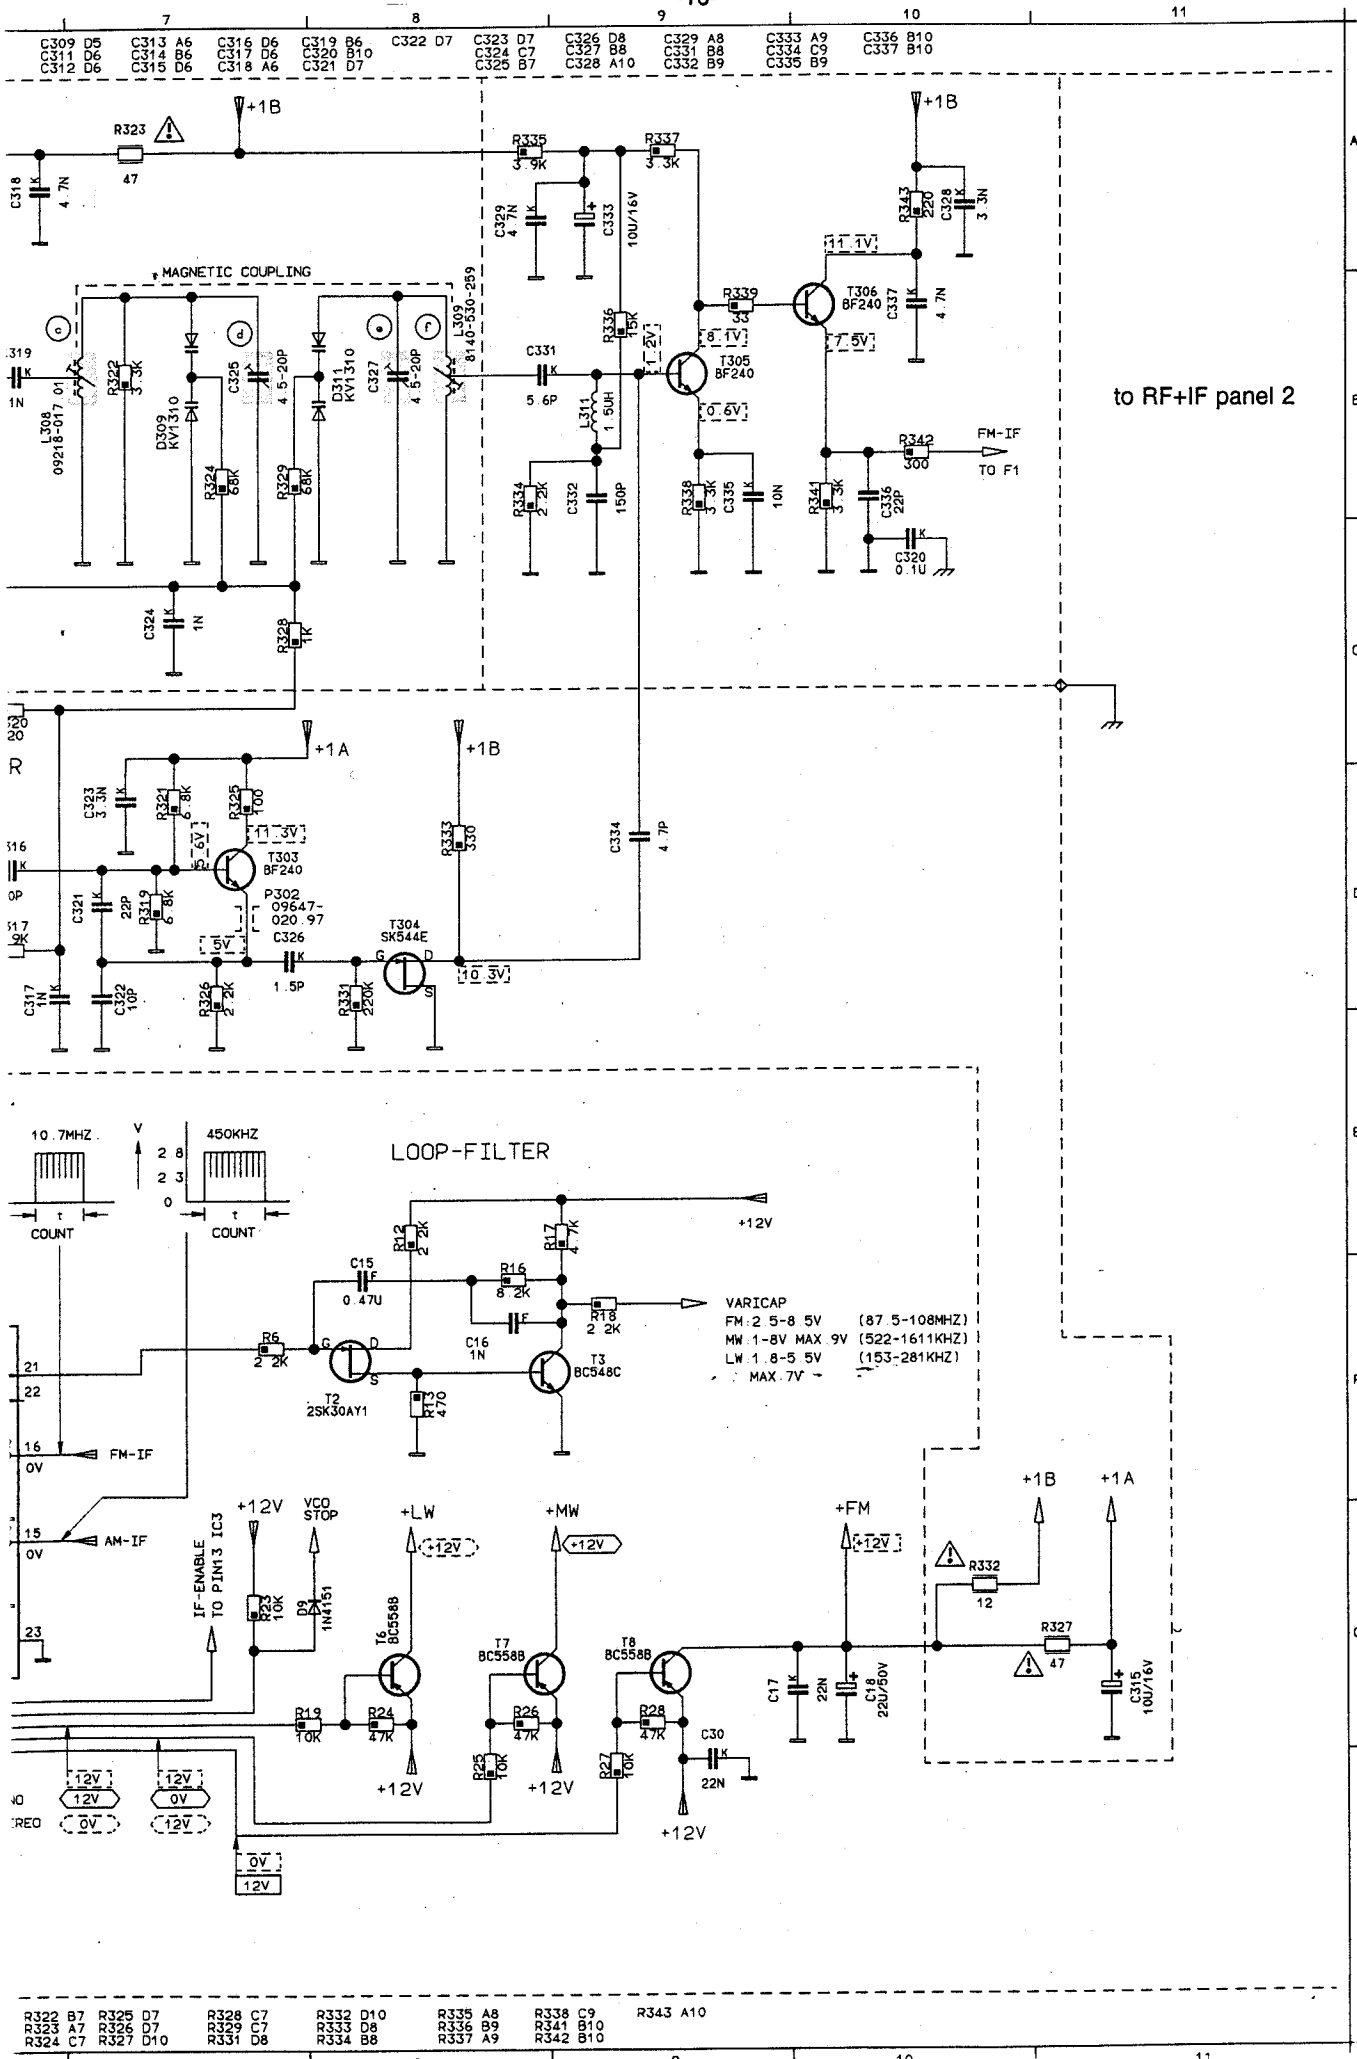 7 8 9 10 11
C309 D5 C313 A6 C316 D6 C319 B6 C322 D7 C323 D7 C326 D8 C329 A8 C333 A9 C336 B10
C311 D6 C314 B6 C317 D6 C320 B10 C324 C7 C327 B8 C331 B8 C334 C9 C337 B10
C312 D6 C315 D6 C318 A6 C321 D7 C325 B7 C328 A10 C332 B9 C335 B9
+1B
+1B
R323
47
R335
3.9K
R337
3.3K
A
C318
K
4.7N
C329
4.7N
K
C333
+
10U/16V
R343
220
C328
K
3.3N
11.1V
MAGNETIC COUPLING
c
d
e
f
L309
8140-530-259
R336
15K
R339
33
T306
BF240
C337
K
4.7N
1.2V
8.1V
7.5V
T305
BF240
0.6V
C331
K
5.6P
L311
1.5UH
L308
09218-017.01
1N
R322
3.3K
D309
KV1310
C325
4.5-20P
D311
KV1310
C327
4.5-20P
R324
68K
R329
68K
R334
2.2K
C332
150P
R338
3.3K
C335
K
10N
R341
3.3K
C336
22P
R342
300
FM-IF
TO F1
to RF+IF panel 2
C320
K
0.1U
C324
K
1N
R328
1K
R
+1A
+1B
C323
3.3N
K
R321
6.8K
R325
100
11.3V
5.6V
T303
BF240
P302
09647-
020.97
C321
K
22P
R319
6.8K
5V
C326
K
1.5P
T304
SK544E
G
D
S
10.3V
R333
330
C334
4.7P
C317
1N
K
C322
10P
R326
2.2K
R331
220K
10.7MHZ
V
2.8
2.3
0
450KHZ
t
COUNT
t
COUNT
LOOP-FILTER
+12V
R12
2.2K
R17
4.7K
C15
F
0.47U
R16
8.2K
C16
1N
F
R18
2.2K
R6
2.2K
G
D
S
T2
2SK30AY1
R13
470
T3
BC548C
VARICAP
FM:2.5-8.5V (87.5-108MHZ)
MW:1-8V MAX.9V (522-1611KHZ)
LW:1.8-5.5V (153-281KHZ)
MAX.7V
21
22
16
0V
FM-IF
15
0V
AM-IF
23
IF-ENABLE
TO PIN13 IC3
+12V
VCO
STOP
R23
10K
D9
1N4151
+LW
+12V
+MW
+12V
+FM
+12V
+1B
+1A
R332
12
R327
47
C315
10U/16V
+
T6
BC558B
T7
BC558B
T8
BC558B
C17
K
22N
C18
22U/50V
+
R19
10K
R24
47K
R26
47K
R28
47K
R25
10K
R27
10K
C30
K
22N
+12V
+12V
+12V
12V
12V
0V
12V
0V
12V
0V
12V
R322 B7 R325 D7 R328 C7 R332 D10 R335 A8 R338 C9 R343 A10
R323 A7 R326 D7 R329 C7 R333 D8 R336 B9 R341 B10
R324 C7 R327 D10 R331 D8 R334 B8 R337 A9 R342 B10